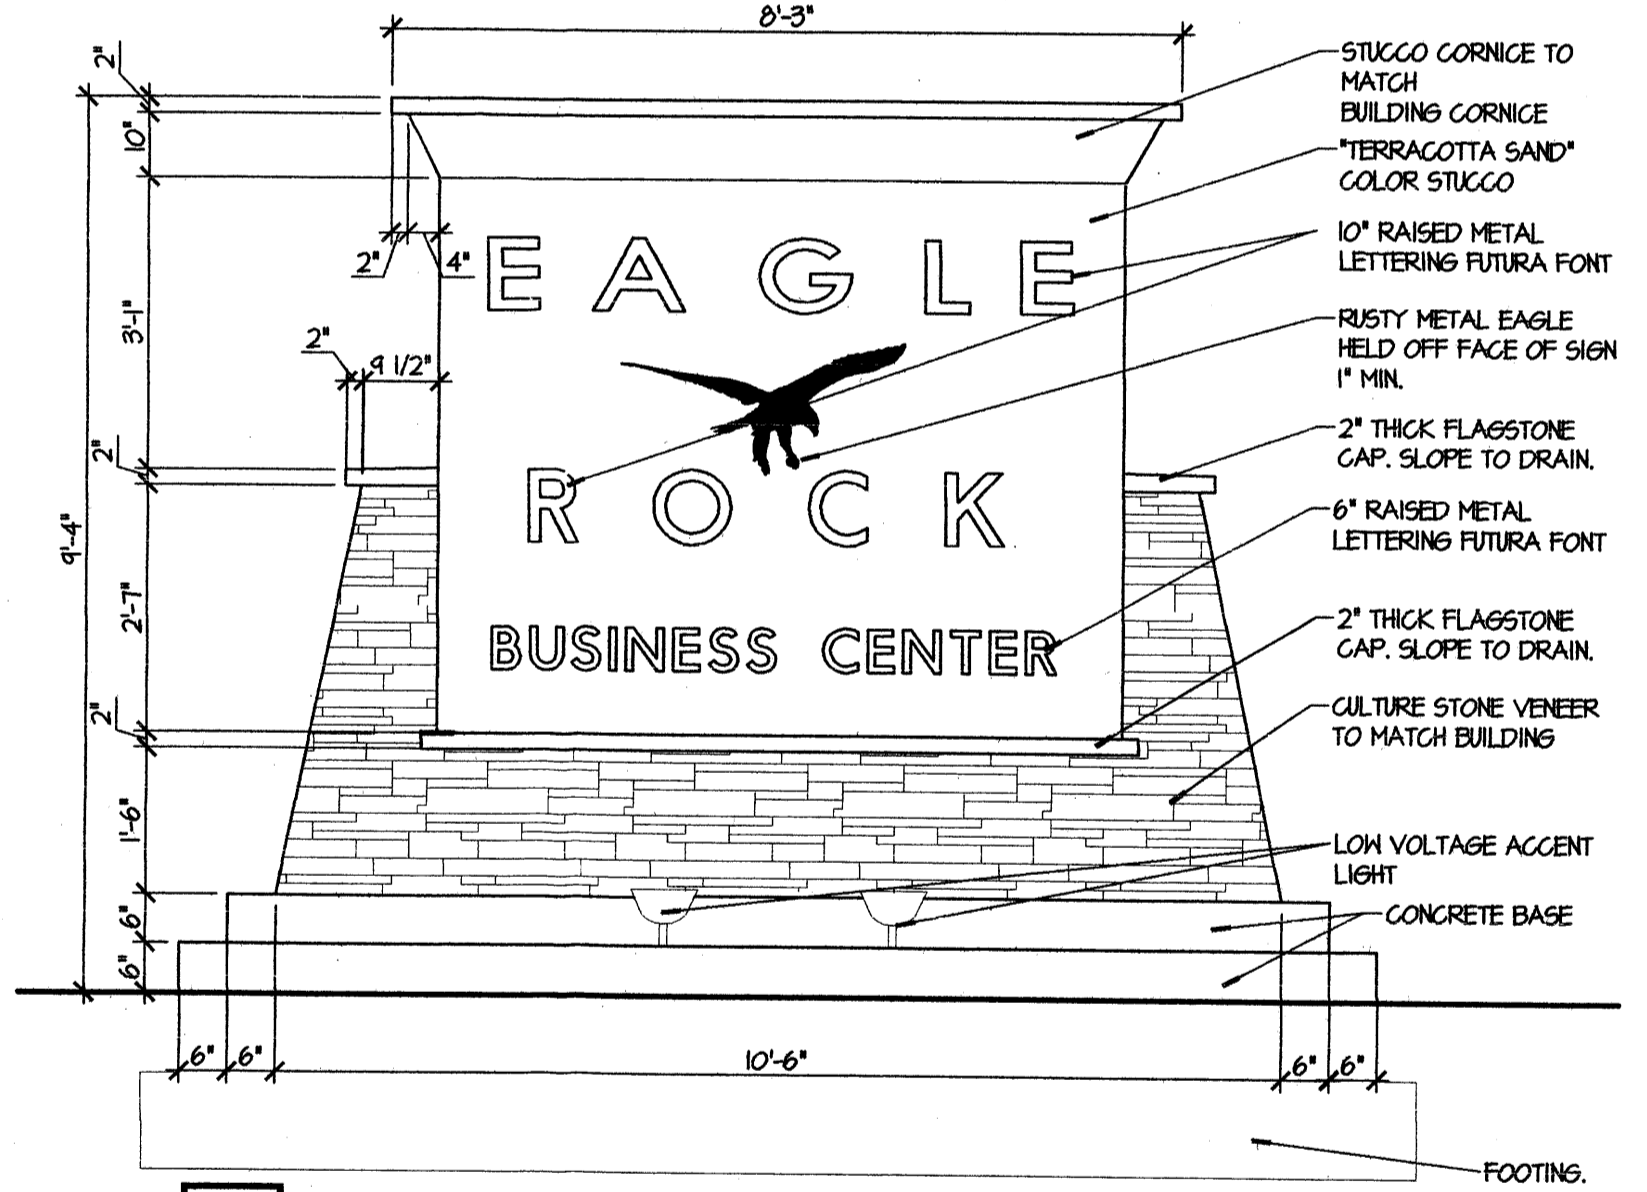 8'-3"
2"
10"
3'-1"
2"
9'-4"
2'-7"
2"
1'-6"
6"
6"
2"
4"
2"
9 1/2"
EAGLE
ROCK
BUSINESS CENTER
STUCCO CORNICE TO
MATCH
BUILDING CORNICE
"TERRACOTTA SAND"
COLOR STUCCO
10" RAISED METAL
LETTERING FUTURA FONT
RUSTY METAL EAGLE
HELD OFF FACE OF SIGN
1" MIN.
2" THICK FLAGSTONE
CAP. SLOPE TO DRAIN.
6" RAISED METAL
LETTERING FUTURA FONT
2" THICK FLAGSTONE
CAP. SLOPE TO DRAIN.
CULTURE STONE VENEER
TO MATCH BUILDING
LOW VOLTAGE ACCENT
LIGHT
CONCRETE BASE
6" 6" 10'-6" 6" 6"
FOOTING.